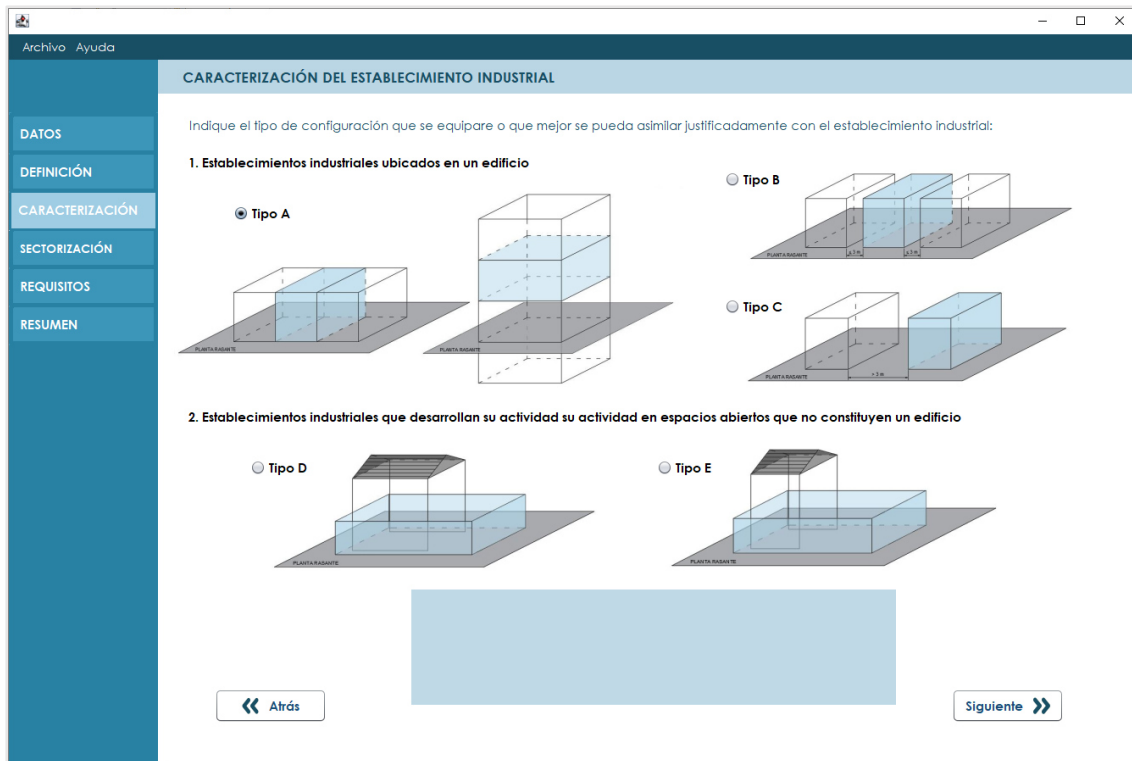 Archivo Ayuda
CARACTERIZACIÓN DEL ESTABLECIMIENTO INDUSTRIAL
DATOS
DEFINICIÓN
CARACTERIZACIÓN
SECTORIZACIÓN
REQUISITOS
RESUMEN
Indique el tipo de configuración que se equipare o que mejor se pueda asimilar justificadamente con el establecimiento industrial:
1. Establecimientos industriales ubicados en un edificio
Tipo A
PLANTA RASANTE
PLANTA RASANTE
Tipo B
PLANTA RASANTE
Tipo C
PLANTA RASANTE
2. Establecimientos industriales que desarrollan su actividad su actividad en espacios abiertos que no constituyen un edificio
Tipo D
PLANTA RASANTE
Tipo E
PLANTA RASANTE
Atrás
Siguiente